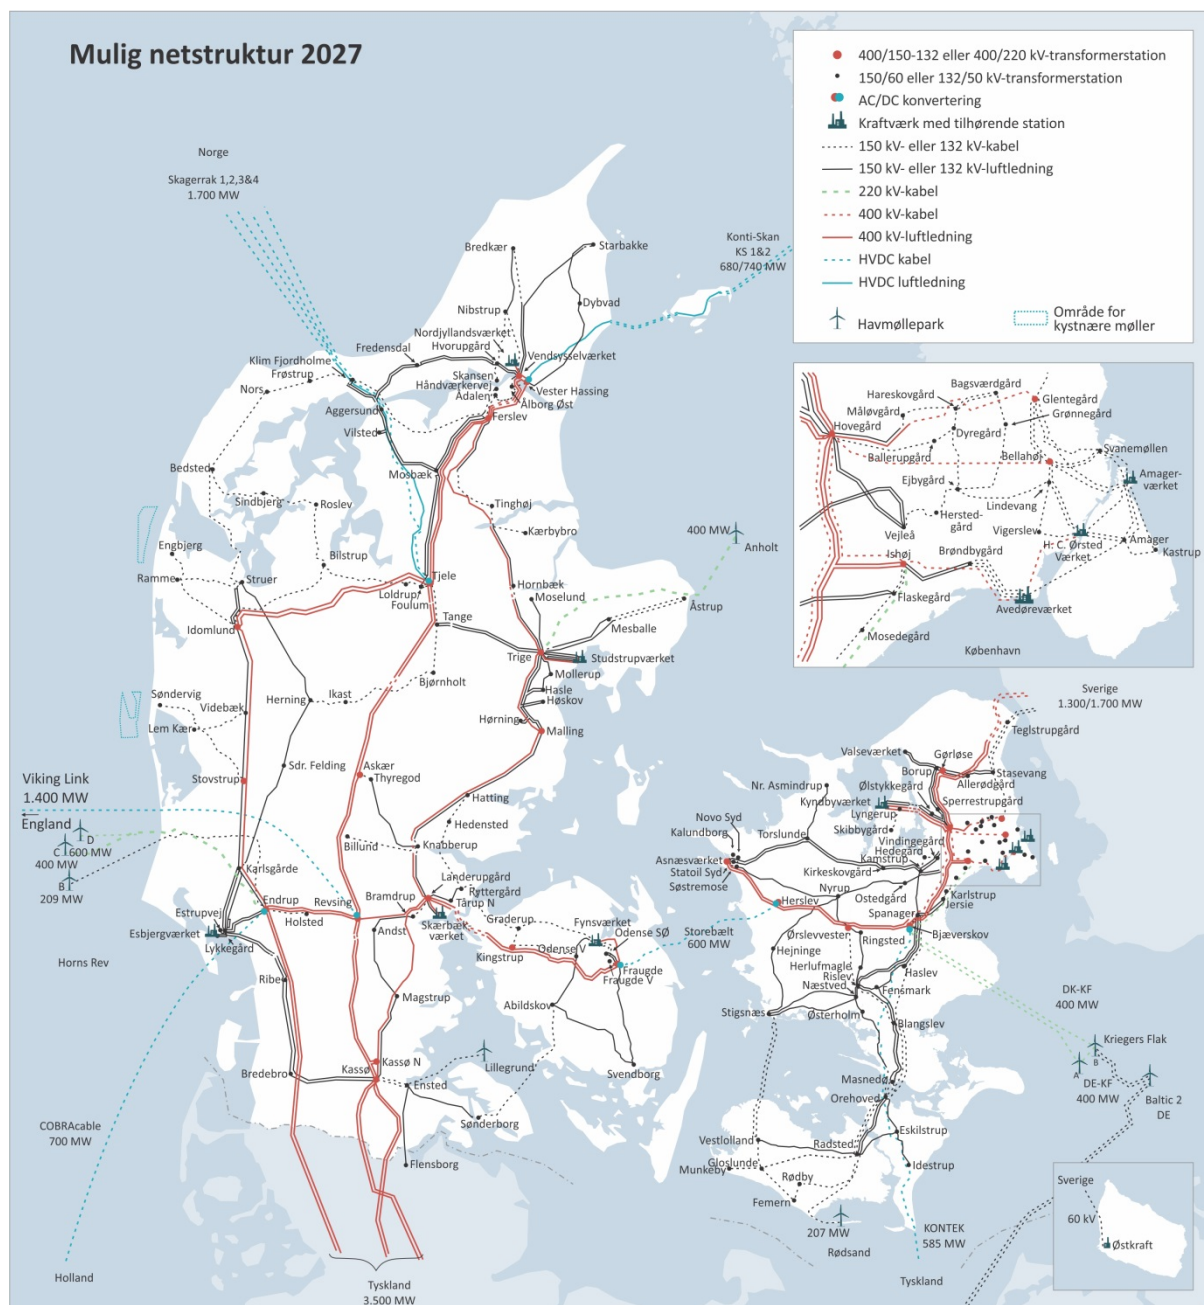 Mulig netstruktur 2027
400/150-132 eller 400/220 kV-transformerstation
150/60 eller 132/50 kV-transformerstation
AC/DC konvertering
Kraftværk med tilhørende station
150 kV- eller 132 kV-kabel
150 kV- eller 132 kV-luftledning
220 kV-kabel
400 kV-kabel
400 kV-luftledning
HVDC kabel
HVDC luftledning
Havmøllepark
Område for
kystnære møller
Norge
Skagerrak 1,2,3&4
1.700 MW
Konti-Skan
KS 1&2
680/740 MW
Bredkær
Starbakke
Nibstrup
Dybvad
Nordjyllandsværket
Hvorupgård
Fredensdal
Vendsysselværket
Klim Fjordholme
Frøstrup
Skansen
Håndværkervej
Ådalen
Vester Hassing
Ålborg Øst
Nors
Aggersund
Ferslev
Vilsted
Mosbæk
Bedsted
Sindbjerg
Roslev
Tinghøj
Kærbybro
400 MW
Anholt
Engbjerg
Bilstrup
Ramme
Struer
Tjele
Loldrup
Foulum
Hornbæk
Moselund
Åstrup
Idomlund
Tange
Mesballe
Trige
Studstrupværket
Mollerup
Bjørnholt
Hasle
Høskov
Søndervig
Videbæk
Herning
Ikast
Hørning
Malling
Lem Kær
Sdr. Felding
Stovstrup
Askær
Thyregod
Viking Link
1.400 MW
England
Hatting
Hedensted
D
C
600 MW
400 MW
B
209 MW
Billund
Knabberup
Karlsgårde
Landerupgård
Bramdrup
Ryttergård
Tårup N
Endrup
Revsing
Holsted
Estrupvej
Esbjergværket
Lykkegård
Skærbæk
værket
Graderup
Fynsværket
Odense SØ
Andst
Odense V
Kingstrup
Fraugde
Fraugde V
Storebælt
600 MW
Horns Rev
Ribe
Magstrup
Abildskov
Kassø N
Kassø
Lillegrund
Svendborg
Bredebro
Ensted
Sønderborg
COBRAcable
700 MW
Flensborg
Holland
Tyskland
3.500 MW
Hareskovgård
Bagsværdgård
Glentegård
Måløvgård
Grønnegård
Hovegård
Dyregård
Ballerupgård
Bellahøj
Svanemøllen
Ejbygård
Amager-
værket
Lindevang
Hersted-
gård
Vejleå
Vigerslev
H. C. Ørsted
Værket
Amager
Kastrup
Ishøj
Brøndbygård
Flaskegård
Avedøreværket
Mosedegård
København
Sverige
1.300/1.700 MW
Teglstrupgård
Valseværket
Gørløse
Borup
Stasevang
Allerødgård
Nr. Asmindrup
Ølstykkegård
Kyndbyværket
Lyngerup
Sperrestrupgård
Novo Syd
Kalundborg
Torslunde
Skibbygård
Vindingegård
Hedegård
Kamstrup
Asnæsværket
Statoil Syd
Søstremose
Kirkeskovgård
Nyrup
Karlstrup
Jersie
Ostedgård
Herslev
Spanager
Ørslevvester
Ringsted
Bjæverskov
Hejninge
Herlufmagle
Rislev
Haslev
Næstved
Fensmark
Stigsnæs
Østerholm
Blangslev
DK-KF
400 MW
Kriegers Flak
B
A
DE-KF
400 MW
Baltic 2
DE
Masnedø
Orehoved
Vestlolland
Radsted
Eskilstrup
Gloslunde
Munkeby
Rødby
Idestrup
Femern
207 MW
Rødsand
KONTEK
585 MW
Tyskland
Sverige
60 kV
Østkraft